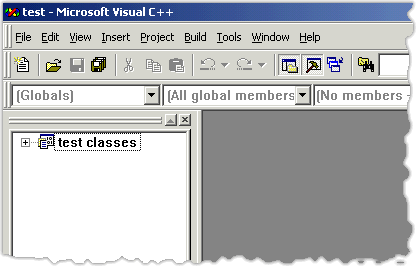 test - Microsoft Visual C++
File Edit View Insert Project Build Tools Window Help
(Globals) (All global members (No members -
test classes